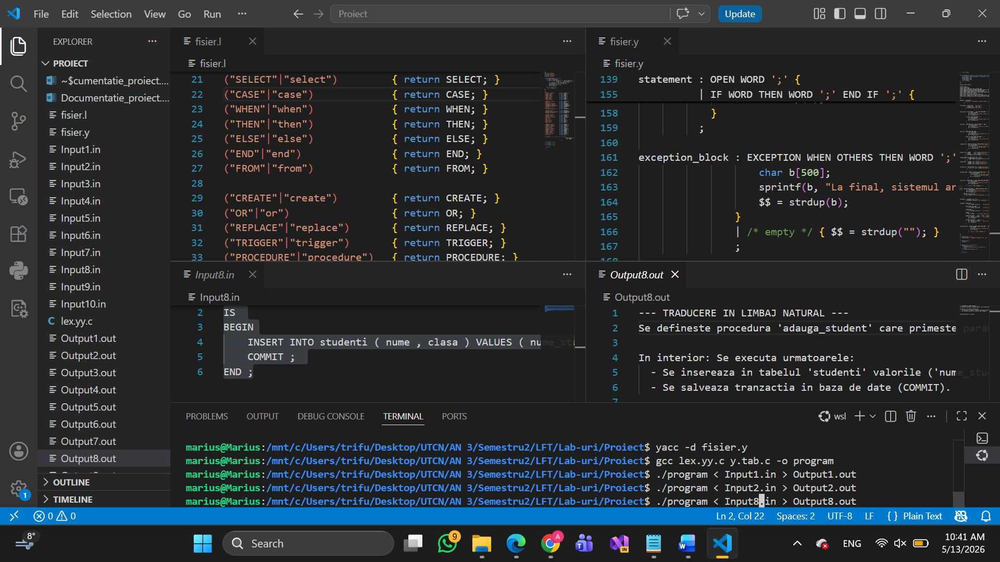 File Edit Selection View Go Run ···
Proiect
Update
EXPLORER
PROIECT
~$cumentatie_proiect....
Documentatie_proiect....
fisier.l
fisier.y
Input1.in
Input2.in
Input3.in
Input4.in
Input5.in
Input6.in
Input7.in
Input8.in
Input9.in
Input10.in
lex.yy.c
Output1.out
Output2.out
Output3.out
Output4.out
Output5.out
Output6.out
Output7.out
Output8.out
OUTLINE
TIMELINE
1
fisier.l
fisier.l
21 ("SELECT"|"select") { return SELECT; }
22 ("CASE"|"case") { return CASE; }
23 ("WHEN"|"when") { return WHEN; }
24 ("THEN"|"then") { return THEN; }
25 ("ELSE"|"else") { return ELSE; }
26 ("END"|"end") { return END; }
27 ("FROM"|"from") { return FROM; }
28
29 ("CREATE"|"create") { return CREATE; }
30 ("OR"|"or") { return OR; }
31 ("REPLACE"|"replace") { return REPLACE; }
32 ("TRIGGER"|"trigger") { return TRIGGER; }
33 ("PROCEDURE"|"procedure") { return PROCEDURE; }
fisier.y
fisier.y
139 statement : OPEN WORD ';' {
155 | IF WORD THEN WORD ';' END IF ';' {
158 }
159 ;
160
161 exception_block : EXCEPTION WHEN OTHERS THEN WORD ';'
162 char b[500];
163 sprintf(b, "La final, sistemul ar
164 $$ = strdup(b);
165 }
166 | /* empty */ { $$ = strdup(""); }
167 ;
168
Input8.in
Input8.in
2 IS
3 BEGIN
4 INSERT INTO studenti ( nume , clasa ) VALUES ( nume_st
5 COMMIT ;
6 END ;
Output8.out
Output8.out
1 --- TRADUCERE IN LIMBAJ NATURAL ---
2 Se defineste procedura 'adauga_student' care primeste para
3
4 In interior: Se executa urmatoarele:
5 - Se insereaza in tabelul 'studenti' valorile ('nume_stu
6 - Se salveaza tranzactia in baza de date (COMMIT).
7
PROBLEMS OUTPUT DEBUG CONSOLE TERMINAL PORTS
wsl
marius@Marius:/mnt/c/Users/trifu/Desktop/UTCN/AN 3/Semestru2/LFT/Lab-uri/Proiect$ yacc -d fisier.y
marius@Marius:/mnt/c/Users/trifu/Desktop/UTCN/AN 3/Semestru2/LFT/Lab-uri/Proiect$ gcc lex.yy.c y.tab.c -o program
marius@Marius:/mnt/c/Users/trifu/Desktop/UTCN/AN 3/Semestru2/LFT/Lab-uri/Proiect$ ./program < Input1.in > Output1.out
marius@Marius:/mnt/c/Users/trifu/Desktop/UTCN/AN 3/Semestru2/LFT/Lab-uri/Proiect$ ./program < Input2.in > Output2.out
marius@Marius:/mnt/c/Users/trifu/Desktop/UTCN/AN 3/Semestru2/LFT/Lab-uri/Proiect$ ./program < Input8.in > Output8.out
0 0
Ln 2, Col 22 Spaces: 2 UTF-8 LF { } Plain Text
8°
Search
9
A
IN
ENG
10:41 AM
5/13/2026